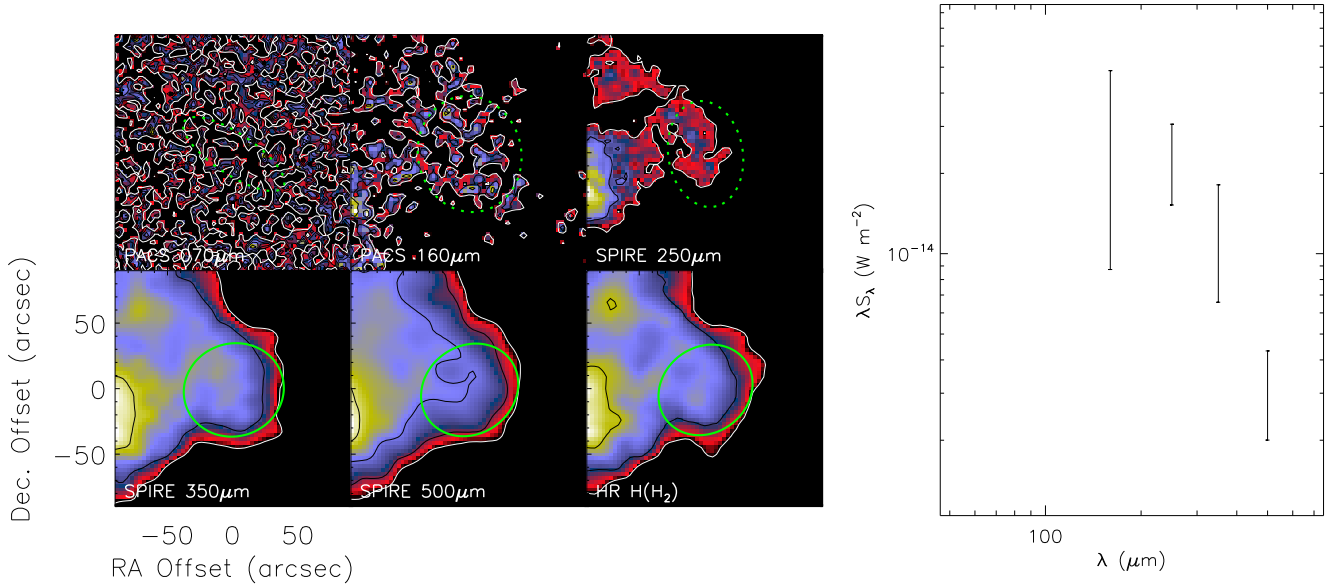 PACS 070μm
PACS 160μm
SPIRE 250μm
SPIRE 350μm
SPIRE 500μm
HR H(H₂)
Dec. Offset (arcsec)
50
0
−50
−50 0 50
RA Offset (arcsec)
λS_λ (W m⁻²)
10⁻¹⁴
100
λ (μm)